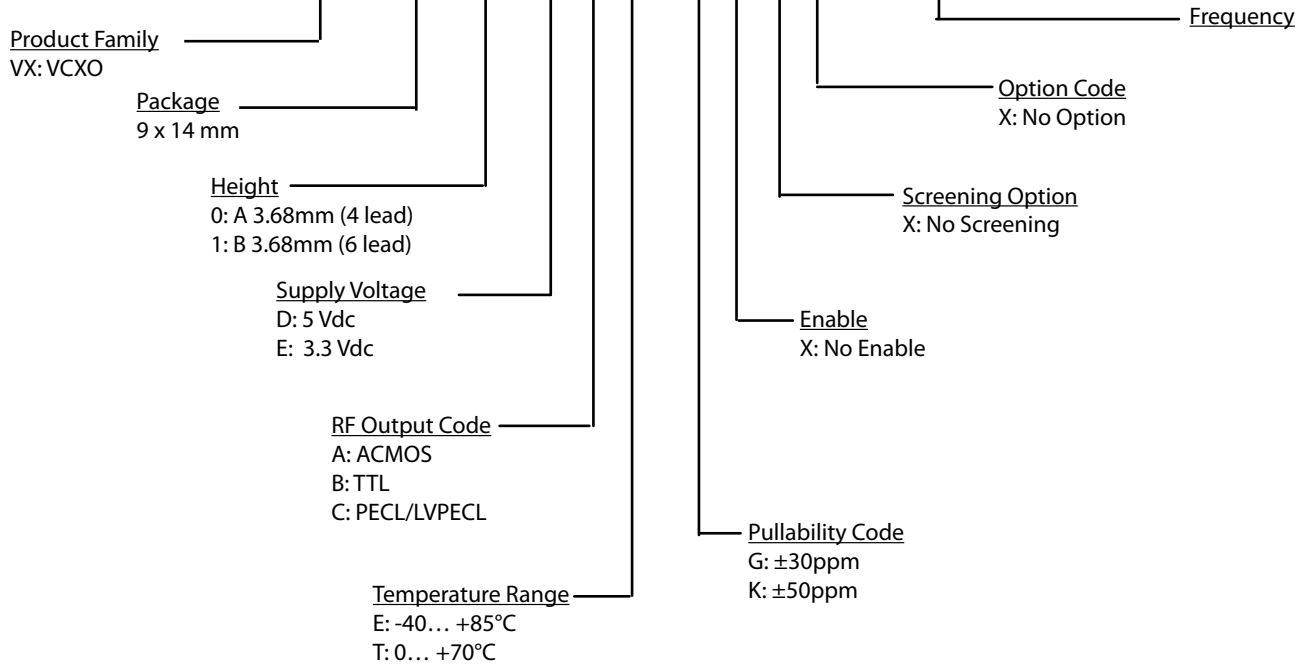 Frequency
Product Family
VX: VCXO
Option Code
X: No Option
Package
9 x 14 mm
Height
0: A 3.68mm (4 lead)
1: B 3.68mm (6 lead)
Screening Option
X: No Screening
Supply Voltage
D: 5 Vdc
E: 3.3 Vdc
Enable
X: No Enable
RF Output Code
A: ACMOS
B: TTL
C: PECL/LVPECL
Pullability Code
G: ±30ppm
K: ±50ppm
Temperature Range
E: -40… +85°C
T: 0… +70°C